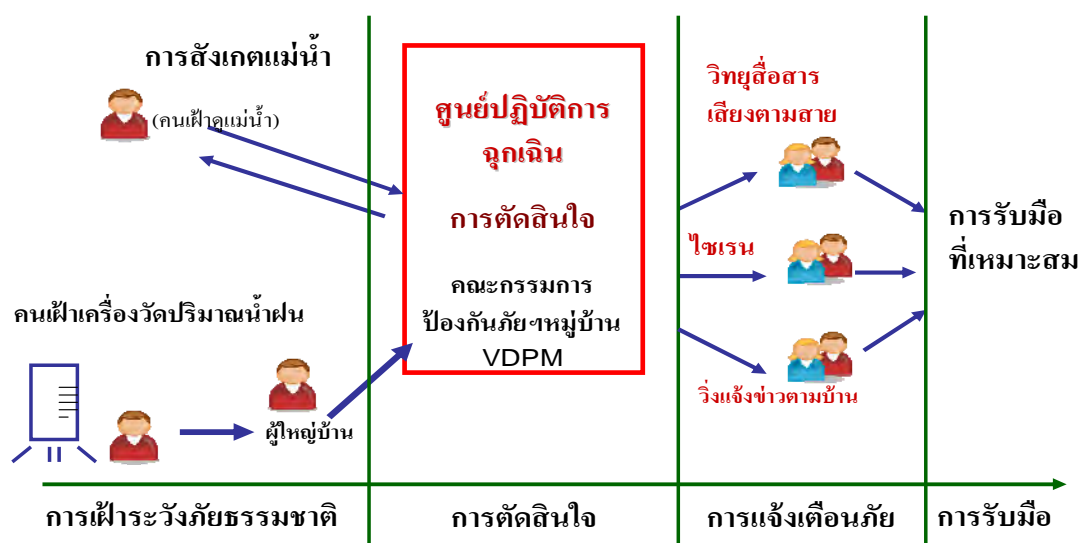 การสังเกตแม่น้ำ
(คนเฝ้าดูแม่น้ำ)
คนเฝ้าเครื่องวัดปริมาณน้ำฝน
ผู้ใหญ่บ้าน
ศูนย์ปฏิบัติการ
ฉุกเฉิน
การตัดสินใจ
คณะกรรมการ
ป้องกันภัยฯหมู่บ้าน
VDPM
วิทยุสื่อสาร
เสียงตามสาย
ไซเรน
วิ่งแจ้งข่าวตามบ้าน
การรับมือ
ที่เหมาะสม
การเฝ้าระวังภัยธรรมชาติ
การตัดสินใจ
การแจ้งเตือนภัย
การรับมือ